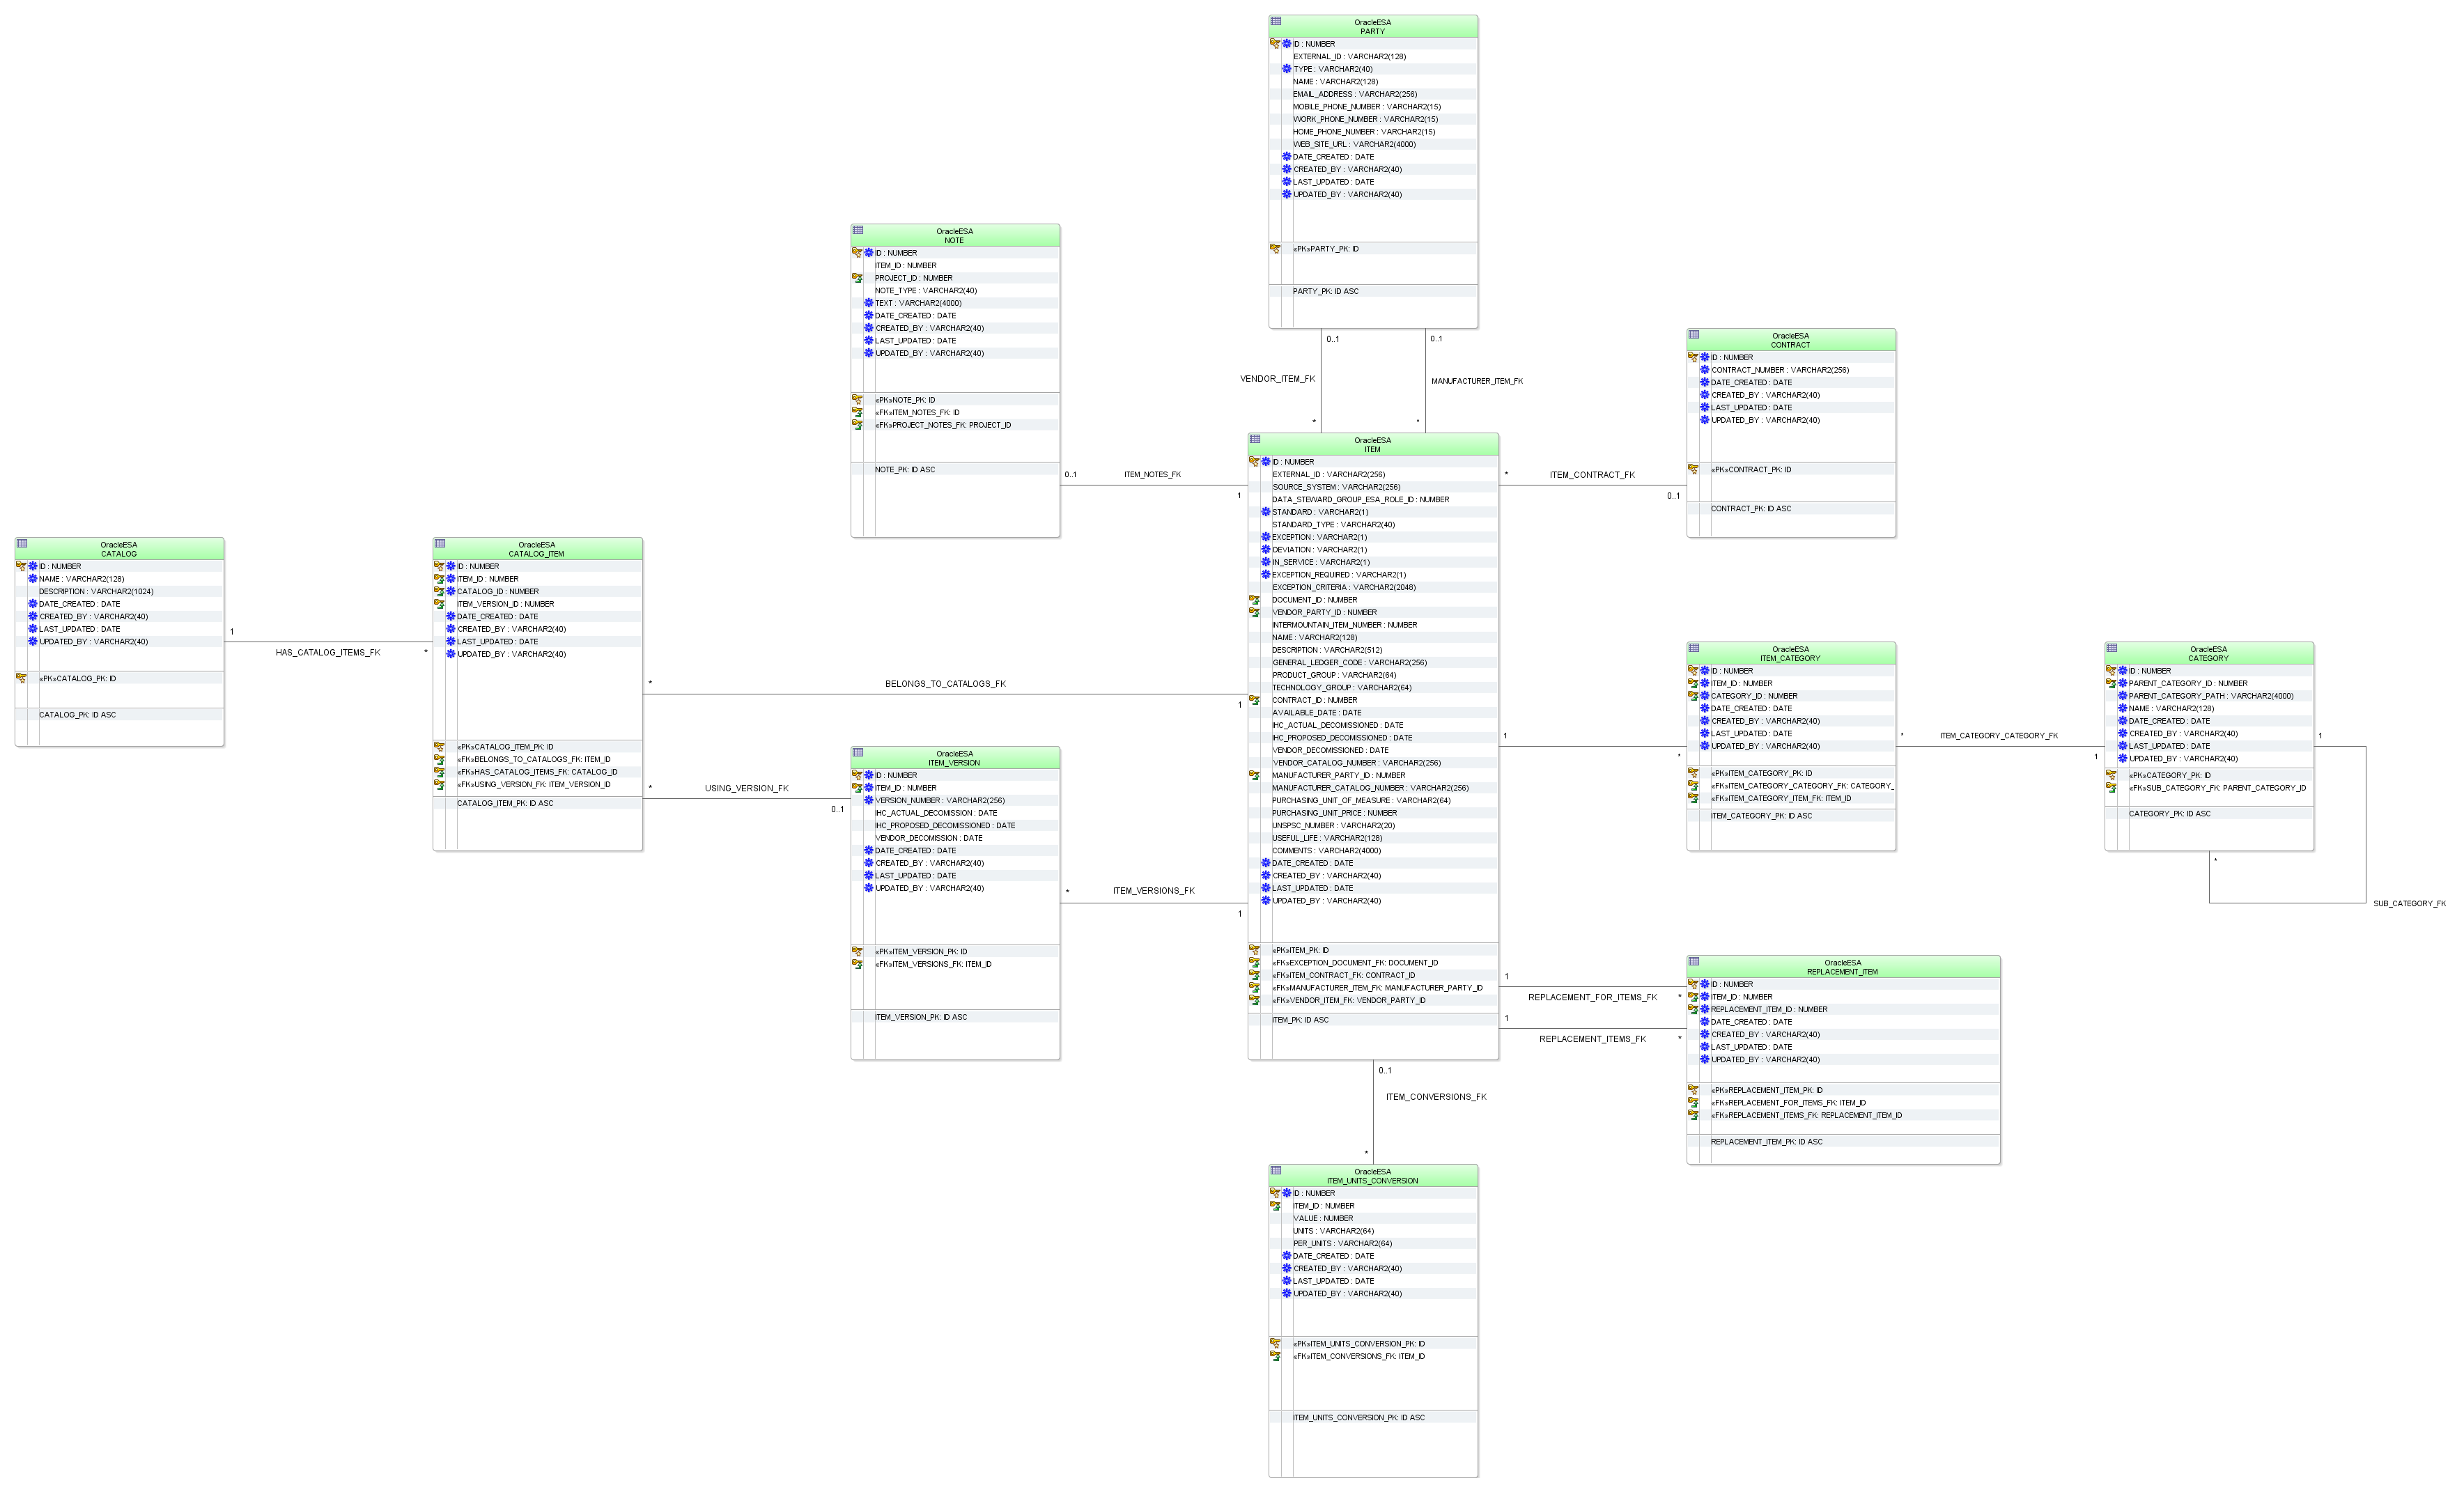 OracleESA
PARTY
ID : NUMBER
EXTERNAL_ID : VARCHAR2(128)
TYPE : VARCHAR2(40)
NAME : VARCHAR2(128)
EMAIL_ADDRESS : VARCHAR2(256)
MOBILE_PHONE_NUMBER : VARCHAR2(15)
WORK_PHONE_NUMBER : VARCHAR2(15)
HOME_PHONE_NUMBER : VARCHAR2(15)
WEB_SITE_URL : VARCHAR2(4000)
DATE_CREATED : DATE
CREATED_BY : VARCHAR2(40)
LAST_UPDATED : DATE
UPDATED_BY : VARCHAR2(40)
«PK»PARTY_PK: ID
PARTY_PK: ID ASC
0..1
0..1
VENDOR_ITEM_FK
MANUFACTURER_ITEM_FK
*
*
OracleESA
NOTE
ID : NUMBER
ITEM_ID : NUMBER
PROJECT_ID : NUMBER
NOTE_TYPE : VARCHAR2(40)
TEXT : VARCHAR2(4000)
DATE_CREATED : DATE
CREATED_BY : VARCHAR2(40)
LAST_UPDATED : DATE
UPDATED_BY : VARCHAR2(40)
«PK»NOTE_PK: ID
«FK»ITEM_NOTES_FK: ID
«FK»PROJECT_NOTES_FK: PROJECT_ID
NOTE_PK: ID ASC
0..1
ITEM_NOTES_FK
1
OracleESA
CONTRACT
ID : NUMBER
CONTRACT_NUMBER : VARCHAR2(256)
DATE_CREATED : DATE
CREATED_BY : VARCHAR2(40)
LAST_UPDATED : DATE
UPDATED_BY : VARCHAR2(40)
«PK»CONTRACT_PK: ID
CONTRACT_PK: ID ASC
*
ITEM_CONTRACT_FK
0..1
OracleESA
ITEM
ID : NUMBER
EXTERNAL_ID : VARCHAR2(256)
SOURCE_SYSTEM : VARCHAR2(256)
DATA_STEWARD_GROUP_ESA_ROLE_ID : NUMBER
STANDARD : VARCHAR2(1)
STANDARD_TYPE : VARCHAR2(40)
EXCEPTION : VARCHAR2(1)
DEVIATION : VARCHAR2(1)
IN_SERVICE : VARCHAR2(1)
EXCEPTION_REQUIRED : VARCHAR2(1)
EXCEPTION_CRITERIA : VARCHAR2(2048)
DOCUMENT_ID : NUMBER
VENDOR_PARTY_ID : NUMBER
INTERMOUNTAIN_ITEM_NUMBER : NUMBER
NAME : VARCHAR2(128)
DESCRIPTION : VARCHAR2(512)
GENERAL_LEDGER_CODE : VARCHAR2(256)
PRODUCT_GROUP : VARCHAR2(64)
TECHNOLOGY_GROUP : VARCHAR2(64)
CONTRACT_ID : NUMBER
AVAILABLE_DATE : DATE
IHC_ACTUAL_DECOMISSIONED : DATE
IHC_PROPOSED_DECOMISSIONED : DATE
VENDOR_DECOMISSIONED : DATE
VENDOR_CATALOG_NUMBER : VARCHAR2(256)
MANUFACTURER_PARTY_ID : NUMBER
MANUFACTURER_CATALOG_NUMBER : VARCHAR2(256)
PURCHASING_UNIT_OF_MEASURE : VARCHAR2(64)
PURCHASING_UNIT_PRICE : NUMBER
UNSPSC_NUMBER : VARCHAR2(20)
USEFUL_LIFE : VARCHAR2(128)
COMMENTS : VARCHAR2(4000)
DATE_CREATED : DATE
CREATED_BY : VARCHAR2(40)
LAST_UPDATED : DATE
UPDATED_BY : VARCHAR2(40)
«PK»ITEM_PK: ID
«FK»EXCEPTION_DOCUMENT_FK: DOCUMENT_ID
«FK»ITEM_CONTRACT_FK: CONTRACT_ID
«FK»MANUFACTURER_ITEM_FK: MANUFACTURER_PARTY_ID
«FK»VENDOR_ITEM_FK: VENDOR_PARTY_ID
ITEM_PK: ID ASC
OracleESA
CATALOG
ID : NUMBER
NAME : VARCHAR2(128)
DESCRIPTION : VARCHAR2(1024)
DATE_CREATED : DATE
CREATED_BY : VARCHAR2(40)
LAST_UPDATED : DATE
UPDATED_BY : VARCHAR2(40)
«PK»CATALOG_PK: ID
CATALOG_PK: ID ASC
1
HAS_CATALOG_ITEMS_FK
*
OracleESA
CATALOG_ITEM
ID : NUMBER
ITEM_ID : NUMBER
CATALOG_ID : NUMBER
ITEM_VERSION_ID : NUMBER
DATE_CREATED : DATE
CREATED_BY : VARCHAR2(40)
LAST_UPDATED : DATE
UPDATED_BY : VARCHAR2(40)
«PK»CATALOG_ITEM_PK: ID
«FK»BELONGS_TO_CATALOGS_FK: ITEM_ID
«FK»HAS_CATALOG_ITEMS_FK: CATALOG_ID
«FK»USING_VERSION_FK: ITEM_VERSION_ID
CATALOG_ITEM_PK: ID ASC
*
BELONGS_TO_CATALOGS_FK
1
*
USING_VERSION_FK
0..1
OracleESA
ITEM_VERSION
ID : NUMBER
ITEM_ID : NUMBER
VERSION_NUMBER : VARCHAR2(256)
IHC_ACTUAL_DECOMISSION : DATE
IHC_PROPOSED_DECOMISSIONED : DATE
VENDOR_DECOMISSION : DATE
DATE_CREATED : DATE
CREATED_BY : VARCHAR2(40)
LAST_UPDATED : DATE
UPDATED_BY : VARCHAR2(40)
«PK»ITEM_VERSION_PK: ID
«FK»ITEM_VERSIONS_FK: ITEM_ID
ITEM_VERSION_PK: ID ASC
*
ITEM_VERSIONS_FK
1
OracleESA
ITEM_CATEGORY
ID : NUMBER
ITEM_ID : NUMBER
CATEGORY_ID : NUMBER
DATE_CREATED : DATE
CREATED_BY : VARCHAR2(40)
LAST_UPDATED : DATE
UPDATED_BY : VARCHAR2(40)
«PK»ITEM_CATEGORY_PK: ID
«FK»ITEM_CATEGORY_CATEGORY_FK: CATEGORY_
«FK»ITEM_CATEGORY_ITEM_FK: ITEM_ID
ITEM_CATEGORY_PK: ID ASC
1
*
*
ITEM_CATEGORY_CATEGORY_FK
1
OracleESA
CATEGORY
ID : NUMBER
PARENT_CATEGORY_ID : NUMBER
PARENT_CATEGORY_PATH : VARCHAR2(4000)
NAME : VARCHAR2(128)
DATE_CREATED : DATE
CREATED_BY : VARCHAR2(40)
LAST_UPDATED : DATE
UPDATED_BY : VARCHAR2(40)
«PK»CATEGORY_PK: ID
«FK»SUB_CATEGORY_FK: PARENT_CATEGORY_ID
CATEGORY_PK: ID ASC
1
*
SUB_CATEGORY_FK
OracleESA
REPLACEMENT_ITEM
ID : NUMBER
ITEM_ID : NUMBER
REPLACEMENT_ITEM_ID : NUMBER
DATE_CREATED : DATE
CREATED_BY : VARCHAR2(40)
LAST_UPDATED : DATE
UPDATED_BY : VARCHAR2(40)
«PK»REPLACEMENT_ITEM_PK: ID
«FK»REPLACEMENT_FOR_ITEMS_FK: ITEM_ID
«FK»REPLACEMENT_ITEMS_FK: REPLACEMENT_ITEM_ID
REPLACEMENT_ITEM_PK: ID ASC
1
REPLACEMENT_FOR_ITEMS_FK
*
1
REPLACEMENT_ITEMS_FK
*
0..1
ITEM_CONVERSIONS_FK
*
OracleESA
ITEM_UNITS_CONVERSION
ID : NUMBER
ITEM_ID : NUMBER
VALUE : NUMBER
UNITS : VARCHAR2(64)
PER_UNITS : VARCHAR2(64)
DATE_CREATED : DATE
CREATED_BY : VARCHAR2(40)
LAST_UPDATED : DATE
UPDATED_BY : VARCHAR2(40)
«PK»ITEM_UNITS_CONVERSION_PK: ID
«FK»ITEM_CONVERSIONS_FK: ITEM_ID
ITEM_UNITS_CONVERSION_PK: ID ASC